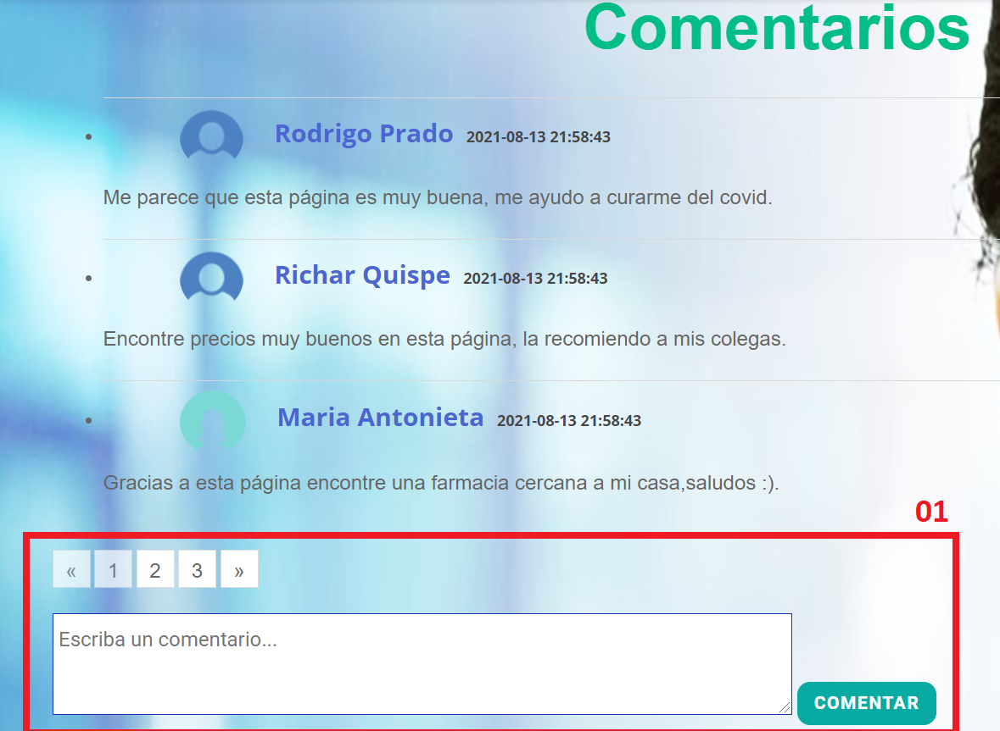 Comentarios
Rodrigo Prado 2021-08-13 21:58:43
Me parece que esta página es muy buena, me ayudo a curarme del covid.
Richar Quispe 2021-08-13 21:58:43
Encontre precios muy buenos en esta página, la recomiendo a mis colegas.
Maria Antonieta 2021-08-13 21:58:43
Gracias a esta página encontre una farmacia cercana a mi casa,saludos :).
01
« 1 2 3 »
Escriba un comentario...
COMENTAR